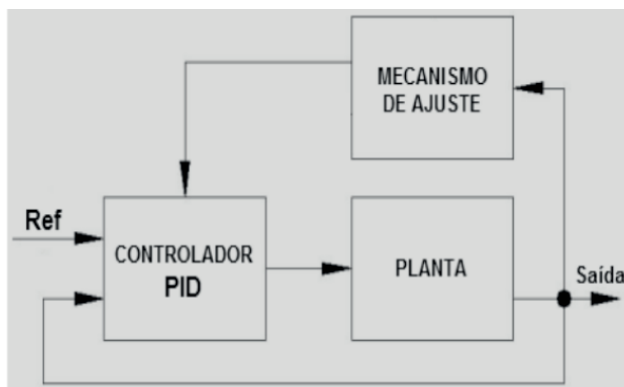 MECANISMO
DE AJUSTE
Ref
CONTROLADOR
PID
PLANTA
Saída